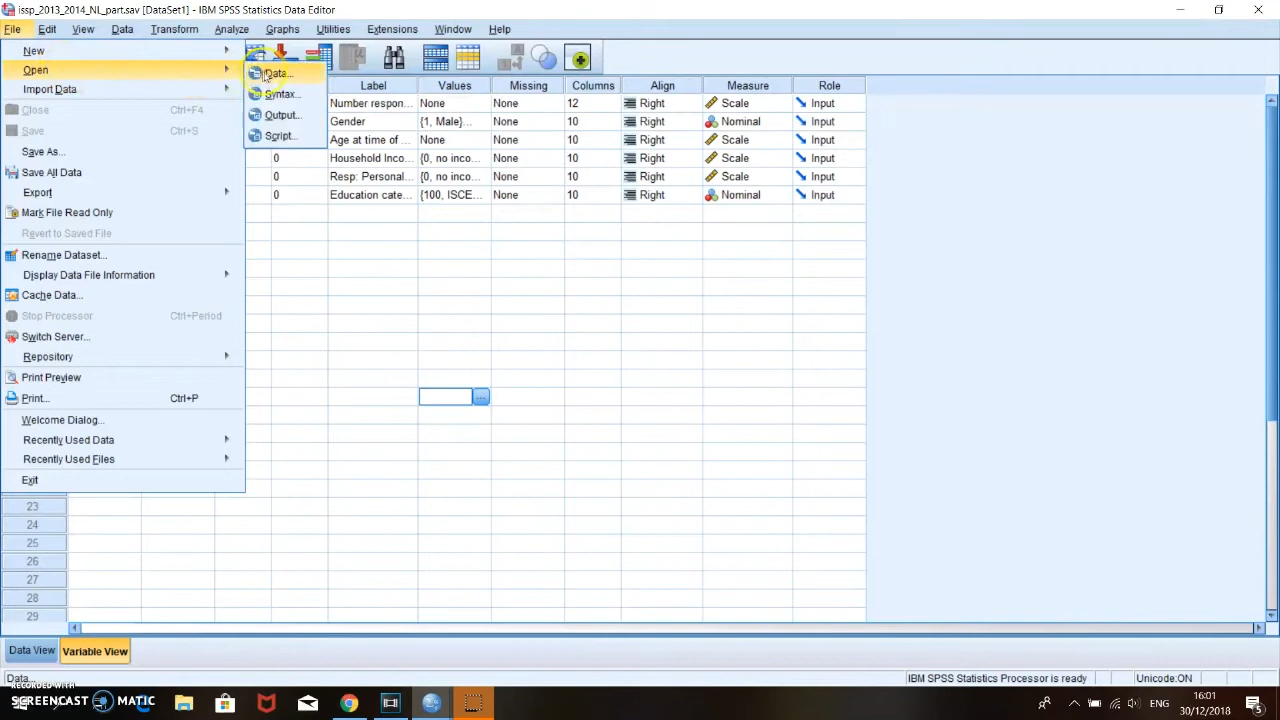 issp_2013_2014_NL_part.sav [DataSet1] - IBM SPSS Statistics Data Editor
File Edit View Data Transform Analyze Graphs Utilities Extensions Window Help
New
Open
Import Data
Close Ctrl+F4
Save Ctrl+S
Save As...
Save All Data
Export
Mark File Read Only
Revert to Saved File
Rename Dataset...
Display Data File Information
Cache Data...
Stop Processor Ctrl+Period
Switch Server...
Repository
Print Preview
Print... Ctrl+P
Welcome Dialog...
Recently Used Data
Recently Used Files
Exit
Data...
Syntax...
Output...
Script...
Label Values Missing Columns Align Measure Role
Number respon... None None 12 Right Scale Input
Gender {1, Male}... None 10 Right Nominal Input
Age at time of ... None None 10 Right Scale Input
0 Household Inco... {0, no inco... None 10 Right Scale Input
0 Resp: Personal... {0, no inco... None 10 Right Scale Input
0 Education cate... {100, ISCE... None 10 Right Nominal Input
...
23
24
25
26
27
28
29
Data View Variable View
Data... IBM SPSS Statistics Processor is ready Unicode:ON
RECORDED WITH
SCREENCAST MATIC
ENG
16:01
30/12/2018
5